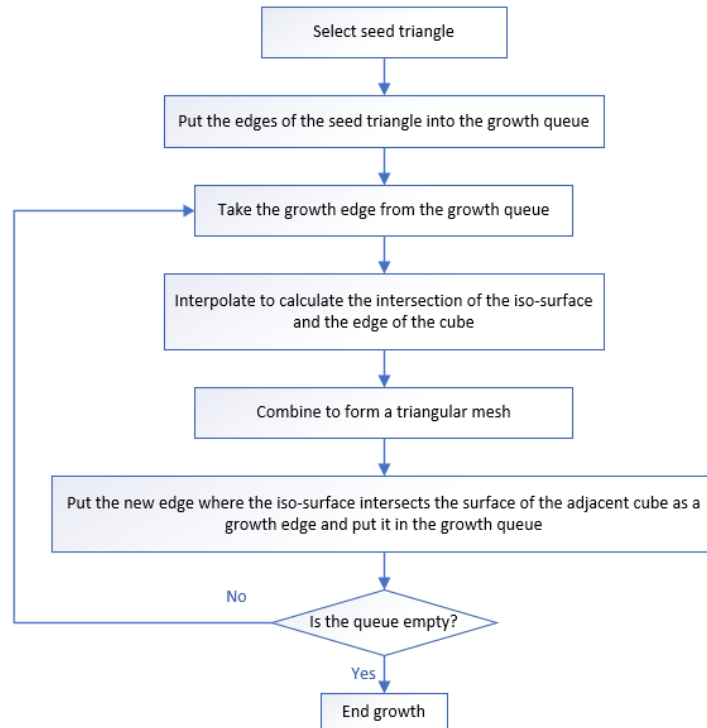 Select seed triangle
Put the edges of the seed triangle into the growth queue
Take the growth edge from the growth queue
Interpolate to calculate the intersection of the iso-surface
and the edge of the cube
Combine to form a triangular mesh
Put the new edge where the iso-surface intersects the surface of the adjacent cube as a
growth edge and put it in the growth queue
No
Is the queue empty?
Yes
End growth